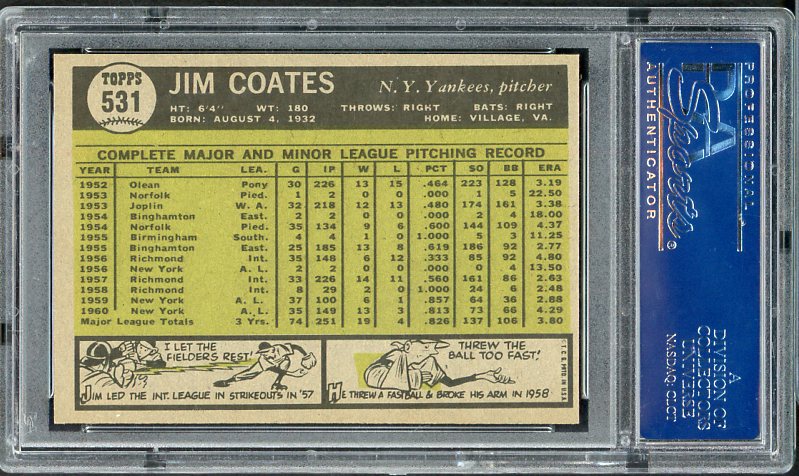 TOPPS
531
JIM COATES
N. Y. Yankees, pitcher
HT: 6'4" WT: 180 THROWS: RIGHT BATS: RIGHT
BORN: AUGUST 4, 1932 HOME: VILLAGE, VA.
COMPLETE MAJOR AND MINOR LEAGUE PITCHING RECORD
YEAR TEAM LEA. G IP W L PCT SO BB ERA
1952 Olean Pony 30 226 13 15 .464 223 128 3.19
1953 Norfolk Pied. 1 2 0 0 .000 1 5 22.50
1953 Joplin W. A. 32 218 12 13 .480 174 161 3.38
1954 Binghamton East. 2 2 0 0 .000 2 4 18.00
1954 Norfolk Pied. 35 134 9 6 .600 144 109 4.37
1955 Birmingham South. 4 4 1 0 1.000 5 3 11.25
1955 Binghamton East. 25 185 13 8 .619 186 92 2.77
1956 Richmond Int. 35 148 6 12 .333 85 92 4.80
1956 New York A. L. 2 2 0 0 .000 0 4 13.50
1957 Richmond Int. 33 226 14 11 .560 161 86 2.63
1958 Richmond Int. 8 29 2 0 1.000 24 6 2.48
1959 New York A. L. 37 100 6 1 .857 64 36 2.88
1960 New York A. L. 35 149 13 3 .813 73 66 4.29
Major League Totals 3 Yrs. 74 251 19 4 .826 137 106 3.80
I LET THE
FIELDERS REST!
JIM LED THE INT. LEAGUE IN STRIKEOUTS IN '57
THREW THE
BALL TOO FAST!
HE THREW A FASTBALL & BROKE HIS ARM IN 1958
© T. C. G. PRTD. IN U.S.A.
PROFESSIONAL
PSA
Sports
®
AUTHENTICATOR
A
DIVISION OF
COLLECTORS
UNIVERSE
NASDAQ: CLCT